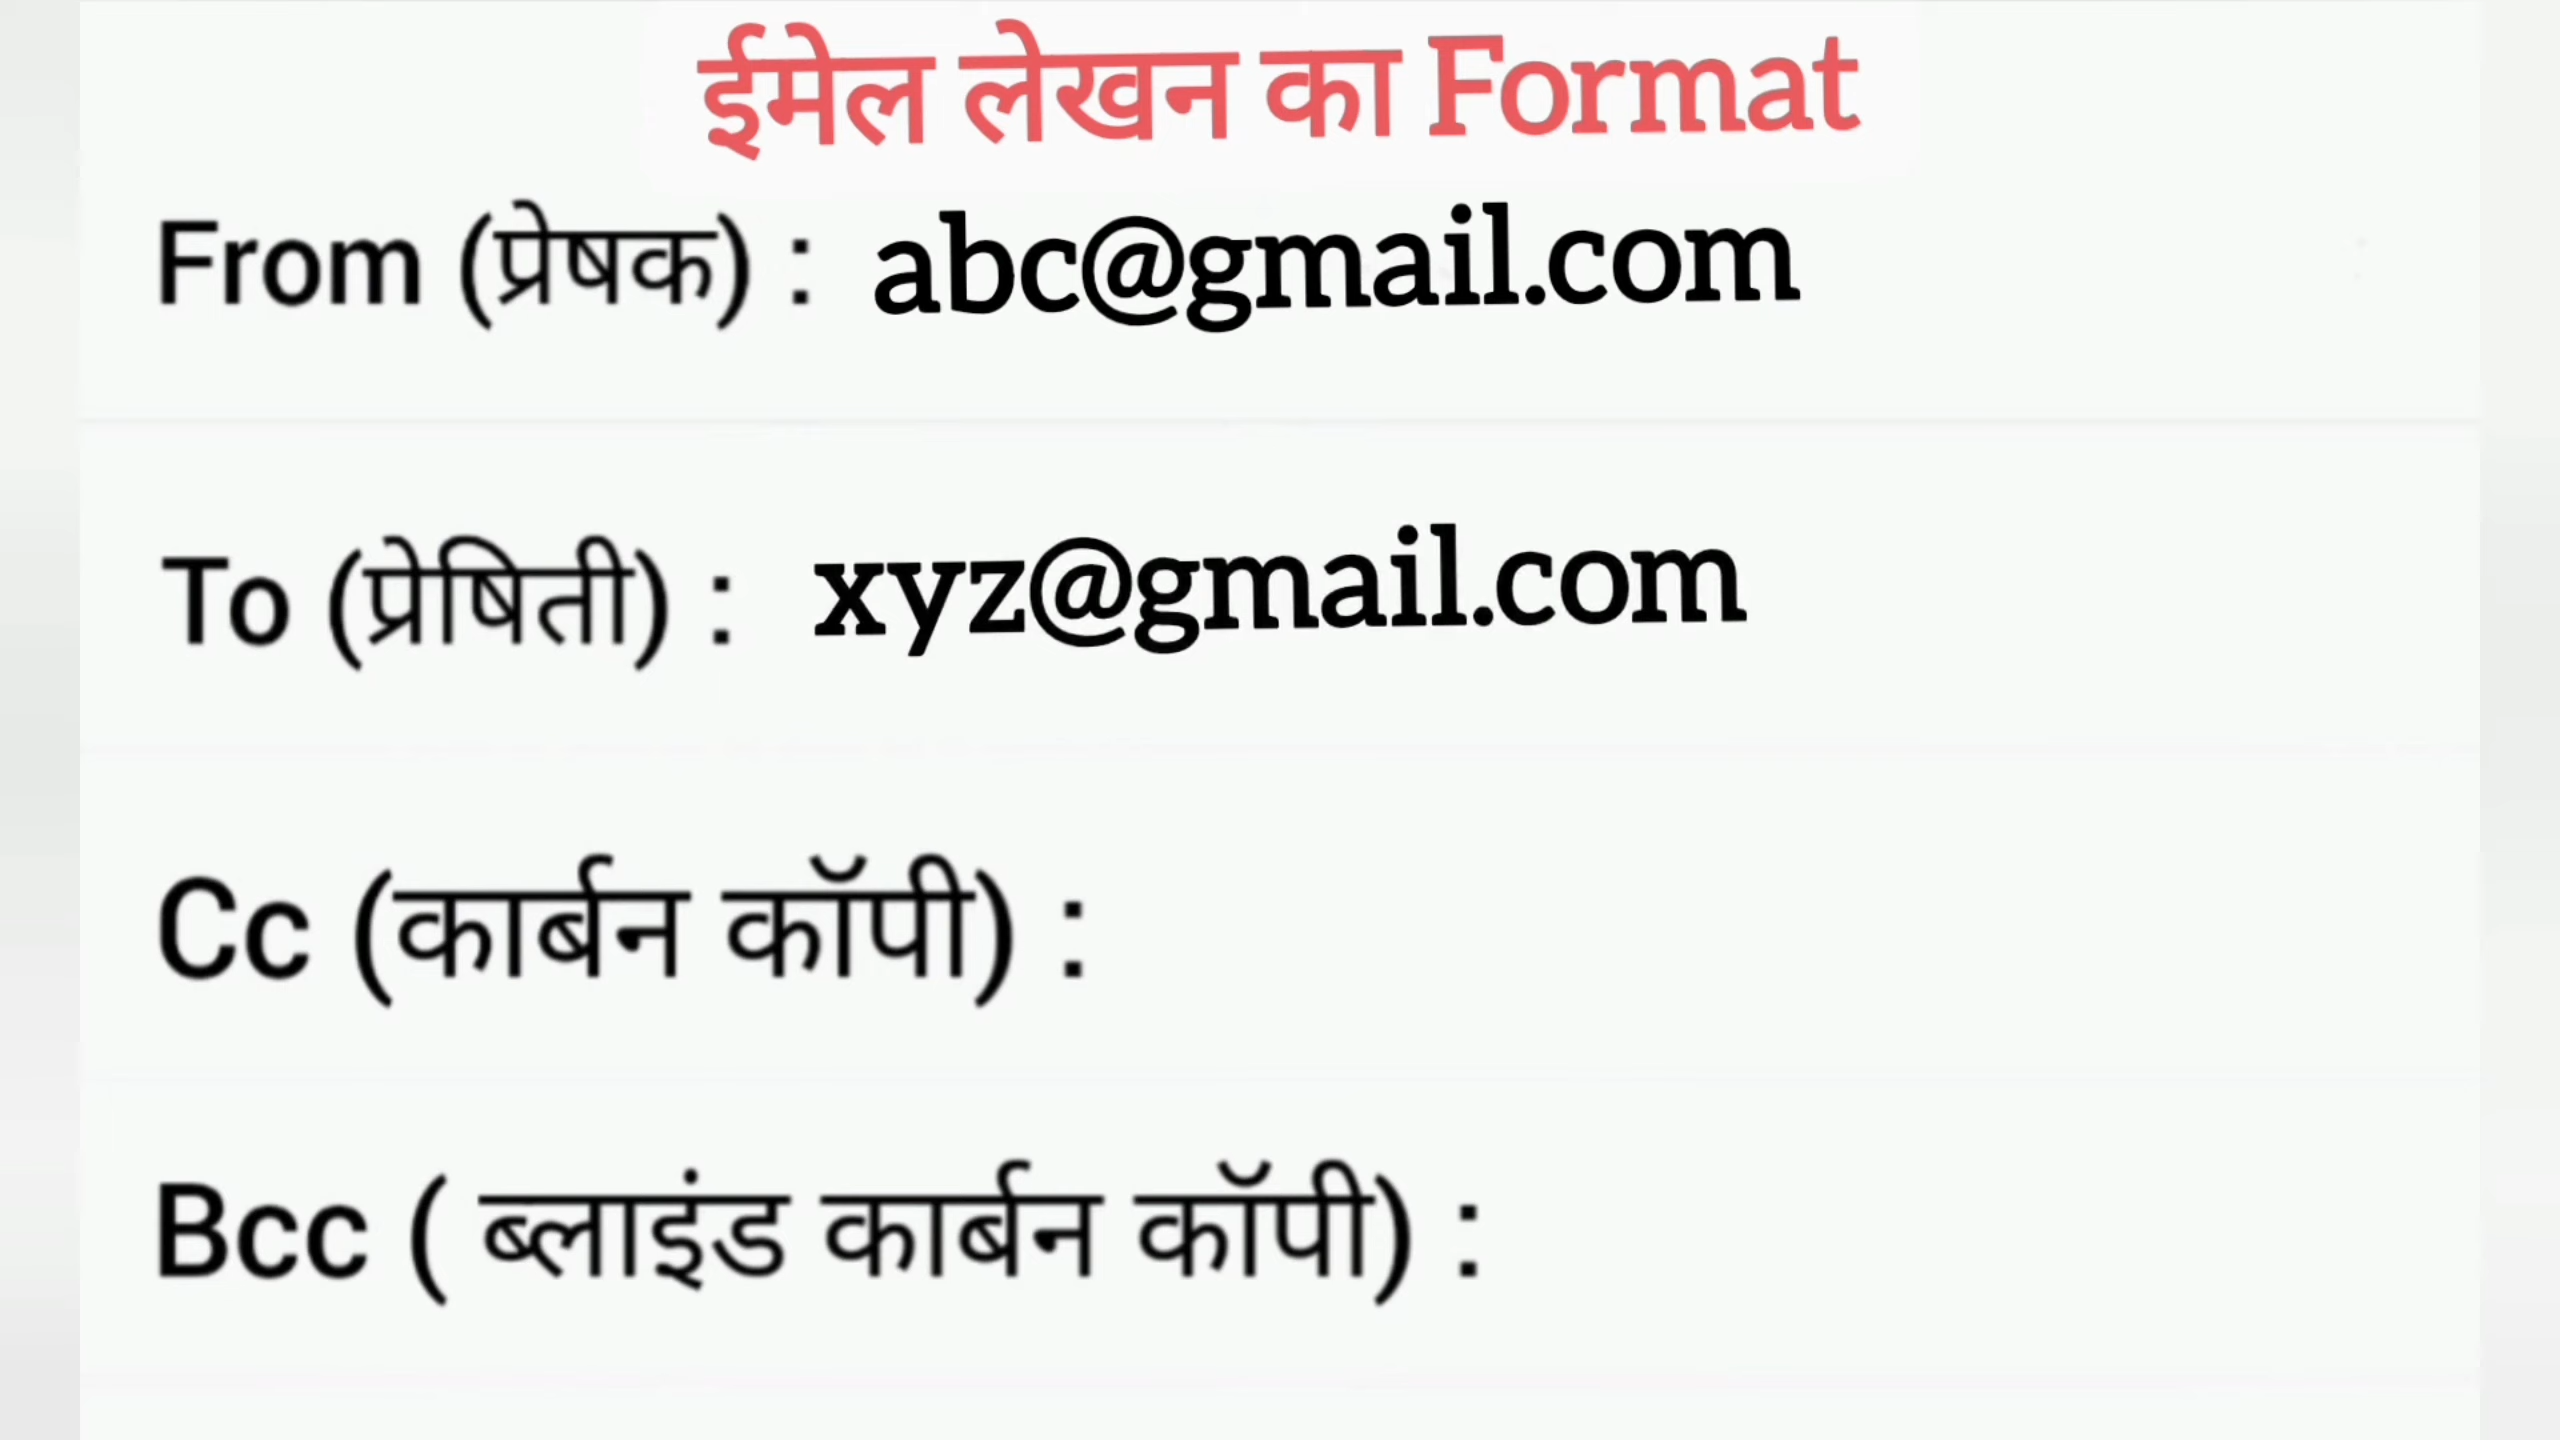 ईमेल लेखन का Format
From (प्रेषक) : abc@gmail.com
To (प्रेषिती) : xyz@gmail.com
Cc (कार्बन कॉपी) :
Bcc ( ब्लाइंड कार्बन कॉपी) :